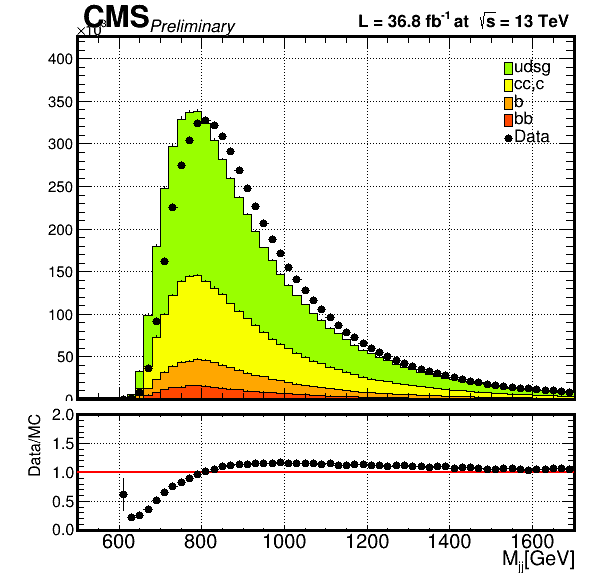 CMS Preliminary L = 36.8 fb⁻¹ at √s = 13 TeV
×10³
400
350
300
250
200
150
100
50
0
udsg
cc,c
b
bb
Data
Data/MC
2.0
1.5
1.0
0.5
0.0
600 800 1000 1200 1400 1600
Mjj[GeV]